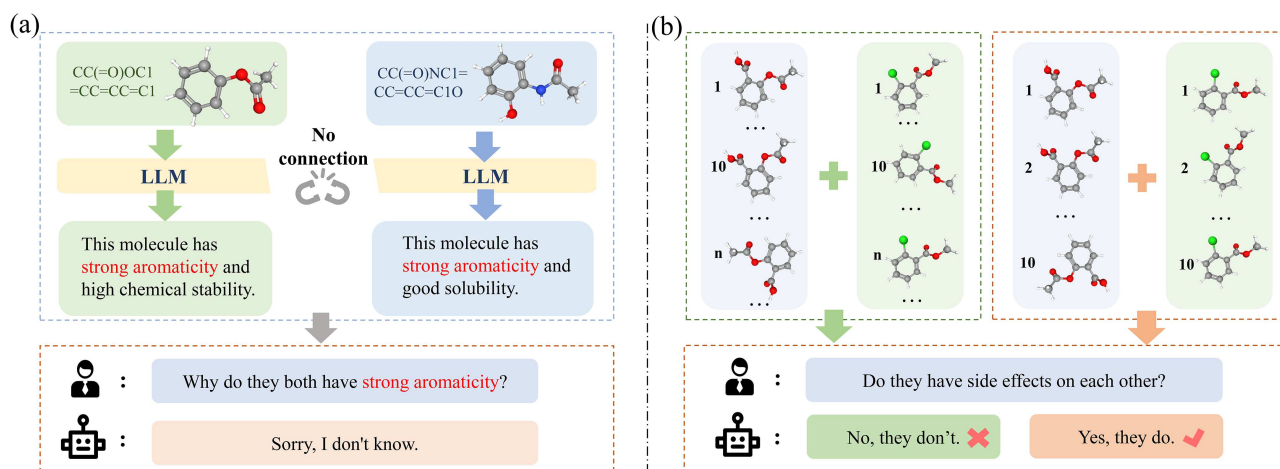 (a)
CC(=O)OC1
=CC=CC=C1
CC(=O)NC1=
CC=CC=C1O
No
connection
LLM
LLM
This molecule has
strong aromaticity and
high chemical stability.
This molecule has
strong aromaticity and
good solubility.
:
Why do they both have strong aromaticity?
:
Sorry, I don't know.
(b)
1
...
10
...
n
...
1
...
10
...
n
...
1
2
...
10
1
2
...
10
:
Do they have side effects on each other?
:
No, they don't.
Yes, they do.